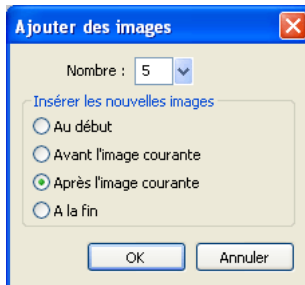 Ajouter des images
Nombre : 5
Insérer les nouvelles images
Au début
Avant l'image courante
Après l'image courante
A la fin
OK Annuler